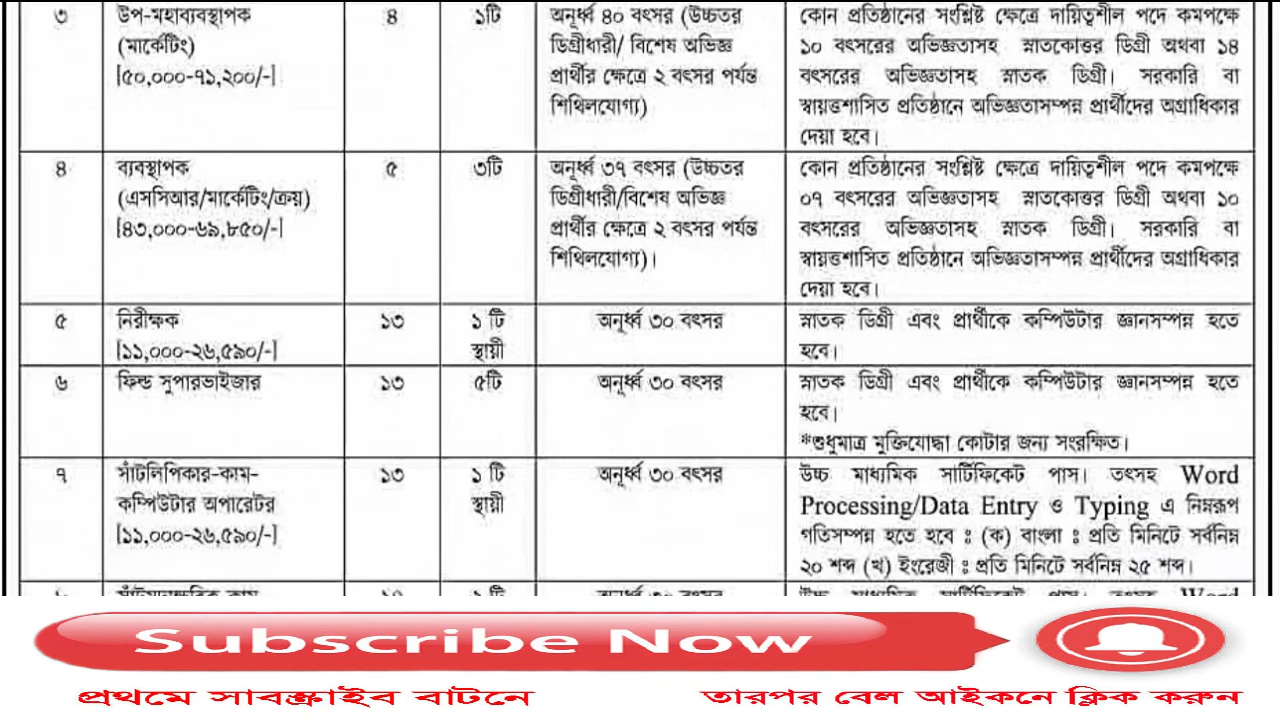 ৩ উপ-মহাব্যবস্থাপক ৪ ১টি অনূর্ধ্ব ৪০ বৎসর (উচ্চতর কোন প্রতিষ্ঠানের সংশ্লিষ্ট ক্ষেত্রে দায়িত্বশীল পদে কমপক্ষে
(মার্কেটিং) ডিগ্রীধারী/ বিশেষ অভিজ্ঞ ১০ বৎসরের অভিজ্ঞতাসহ স্নাতকোত্তর ডিগ্রী অথবা ১৪
[৫০,০০০-৭১,২০০/-] প্রার্থীর ক্ষেত্রে ২ বৎসর পর্যন্ত বৎসরের অভিজ্ঞতাসহ স্নাতক ডিগ্রী। সরকারি বা
শিথিলযোগ্য) স্বায়ত্তশাসিত প্রতিষ্ঠানে অভিজ্ঞতাসম্পন্ন প্রার্থীদের অগ্রাধিকার
দেয়া হবে।
৪ ব্যবস্থাপক ৫ ৩টি অনূর্ধ্ব ৩৭ বৎসর (উচ্চতর কোন প্রতিষ্ঠানের সংশ্লিষ্ট ক্ষেত্রে দায়িত্বশীল পদে কমপক্ষে
(এসসিআর/মার্কেটিং/ক্রয়) ডিগ্রীধারী/বিশেষ অভিজ্ঞ ০৭ বৎসরের অভিজ্ঞতাসহ স্নাতকোত্তর ডিগ্রী অথবা ১০
[৪৩,০০০-৬৯,৮৫০/-] প্রার্থীর ক্ষেত্রে ২ বৎসর পর্যন্ত বৎসরের অভিজ্ঞতাসহ স্নাতক ডিগ্রী। সরকারি বা
শিথিলযোগ্য)। স্বায়ত্তশাসিত প্রতিষ্ঠানে অভিজ্ঞতাসম্পন্ন প্রার্থীদের অগ্রাধিকার
দেয়া হবে।
৫ নিরীক্ষক ১৩ ১ টি অনূর্ধ্ব ৩০ বৎসর স্নাতক ডিগ্রী এবং প্রার্থীকে কম্পিউটার জ্ঞানসম্পন্ন হতে
[১১,০০০-২৬,৫৯০/-] স্থায়ী হবে।
৬ ফিল্ড সুপারভাইজার ১৩ ৫টি অনূর্ধ্ব ৩০ বৎসর স্নাতক ডিগ্রী এবং প্রার্থীকে কম্পিউটার জ্ঞানসম্পন্ন হতে
হবে।
*শুধুমাত্র মুক্তিযোদ্ধা কোটার জন্য সংরক্ষিত।
৭ সাঁটলিপিকার-কাম- ১৩ ১ টি অনূর্ধ্ব ৩০ বৎসর উচ্চ মাধ্যমিক সার্টিফিকেট পাস। তৎসহ Word
কম্পিউটার অপারেটর স্থায়ী Processing/Data Entry ও Typing এ নিম্নরূপ
[১১,০০০-২৬,৫৯০/-] গতিসম্পন্ন হতে হবে ঃ (ক) বাংলা ঃ প্রতি মিনিটে সর্বনিম্ন
২০ শব্দ (খ) ইংরেজী ঃ প্রতি মিনিটে সর্বনিম্ন ২৫ শব্দ।
Subscribe Now
প্রথমে সাবস্ক্রাইব বাটনে তারপর বেল আইকনে ক্লিক করুন